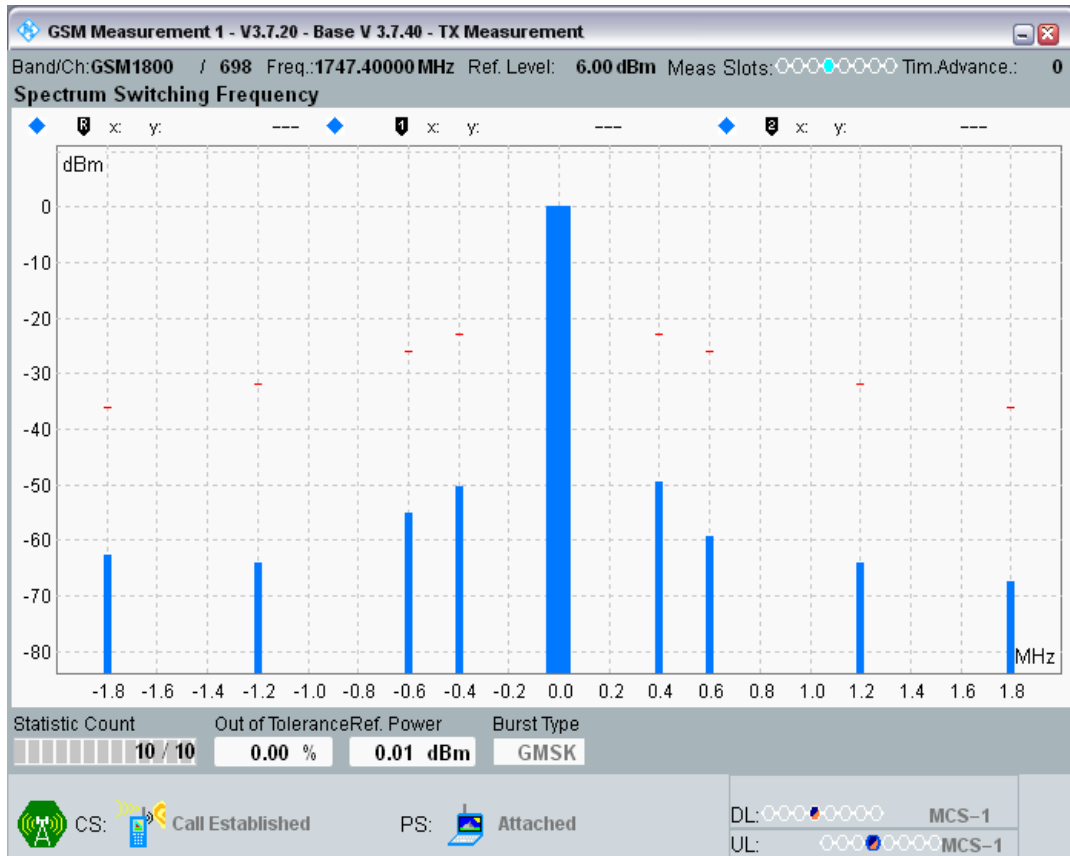 GSM Measurement 1 - V3.7.20 - Base V 3.7.40 - TX Measurement
Band/Ch:GSM1800 / 698 Freq.:1747.40000 MHz Ref. Level: 6.00 dBm Meas Slots: Tim.Advance.: 0
Spectrum Switching Frequency
R x: y: --- 1 x: y: --- 2 x: y: ---
dBm
0
-10
-20
-30
-40
-50
-60
-70
-80
MHz
-1.8 -1.6 -1.4 -1.2 -1.0 -0.8 -0.6 -0.4 -0.2 0.0 0.2 0.4 0.6 0.8 1.0 1.2 1.4 1.6 1.8
Statistic Count Out of Tolerance Ref. Power Burst Type
10 / 10 0.00 % 0.01 dBm GMSK
CS: Call Established PS: Attached DL: MCS-1
UL: MCS-1